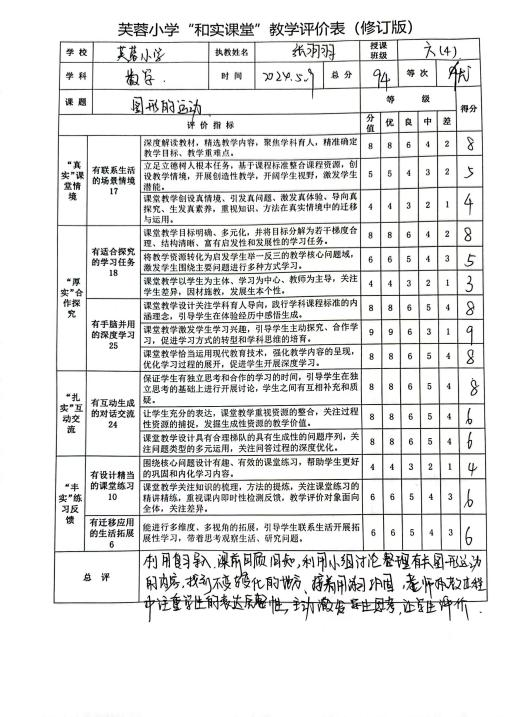 芙蓉小学“和实课堂”教学评价表（修订版）
学校 芙蓉小学 执教姓名 张羽羽 授课班级 六(4)
学科 数学 时间 2024.5.9 总分 94 等次 优
课题 图形的运动 等级 得分
评价指标 分值 优 良 中 差
“真实”课堂情境
有联系生活的场景情境 17
深度解读教材，精选教学内容，聚焦学科育人，精准确定
教学目标、教学重难点。 8 8 6 4 2 8
立足立德树人根本任务，基于课程标准整合课程资源，创
设教学情境，开展创造性教学，开阔学生视野，激发学生
潜能。 5 5 4 3 2 5
课堂教学创设真情境、引发真问题、激发真体验、导向真
探究、生发真素养，重视知识、方法在真实情境中的迁移
与运用。 4 4 3 2 1 4
“厚实”合作探究
有适合探究的学习任务 18
课堂教学目标明确、多元化，并将目标分解为若干梯度合
理、结构清晰、富有启发性和发展性的学习任务。 8 8 6 4 2 8
将教学资源转化为启发学生举一反三的教学核心问题域，
激发学生围绕主要问题进行多种方式学习。 6 6 5 4 3 5
课堂教学以学生为主体、学习为中心、教师为主导，关注
学生差异，因材施教，发展生本个性。 4 4 3 2 1 3
有手脑并用的深度学习 25
课堂教学设计关注学科育人导向，践行学科课程标准的内
涵理念，引导学生在体验经历中感悟生成。 8 8 6 5 4 8
课堂教学激发学生学习兴趣，引导学生主动探究、合作学
习，促进学习方式的转型和学科思维的培育。 9 9 6 3 1 9
课堂教学恰当运用现代教育技术，强化教学内容的呈现，
优化学习过程的展开，促进学生开展深度学习。 8 8 6 5 4 8
“扎实”互动交流
有互动生成的对话交流 24
保证学生有独立思考和合作的学习的时间，引导学生在独
立思考的基础上进行开展讨论，学生之间有互相补充和质
疑。 8 8 6 5 4 8
让学生充分的表达，课堂教学重视资源的整合，关注过程
性资源的捕捉，发掘生成性资源的教学价值。 8 8 6 5 4 6
课堂教学设计具有合理梯队的具有生成性的问题序列，关
注问题类型的多元运用，关注问答过程的深度优化。 8 8 6 5 4 6
“丰实”练习反馈
有设计精当的课堂练习 10
围绕核心问题设计有趣、有效的课堂练习，帮助学生更好
的巩固和内化学习内容。 4 4 3 2 1 4
课堂教学关注知识的梳理，方法的提炼，关注课堂练习的
精讲精练，重视课内即时性检测反馈，教学评价对象面向
全体，关注差异。 6 6 5 4 3 6
有迁移应用的生活拓展 6
能进行多维度、多视角的拓展，引导学生联系生活开展拓
展性学习，带着思考观察生活、研究问题。 6 6 5 4 3 6
总评
利用复习导入，课前回顾旧知，利用小组讨论整理有关图形运动
的内容，找到不变与变化的地方，接着用练习巩固，老师在教过程
中注重学生的表达完整性，主动激发学生思考，让学生评价.